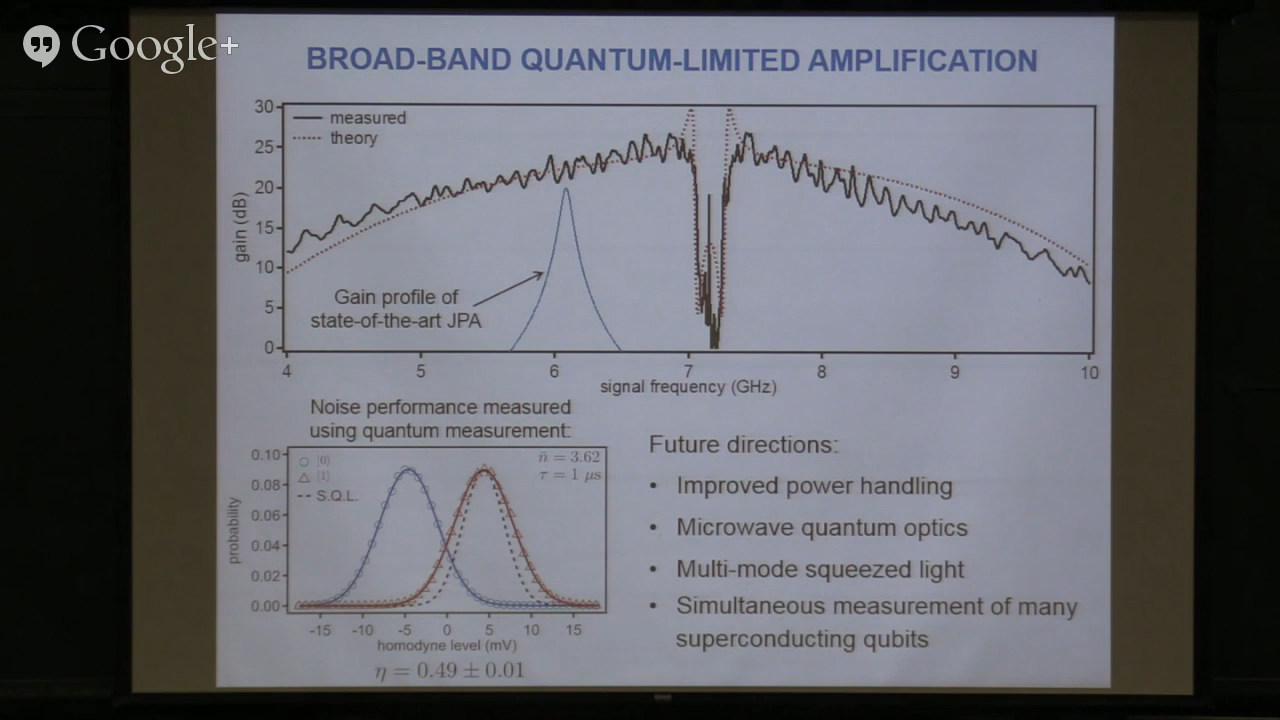 Google+
BROAD-BAND QUANTUM-LIMITED AMPLIFICATION
30
25
20
15
10
5
0
gain (dB)
measured
theory
Gain profile of
state-of-the-art JPA
4 5 6 7 8 9 10
signal frequency (GHz)
Noise performance measured
using quantum measurement:
0.10
0.08
0.06
0.04
0.02
0.00
probability
|0⟩
|1⟩
S.Q.L.
n̄ = 3.62
τ = 1 μs
-15 -10 -5 0 5 10 15
homodyne level (mV)
η = 0.49 ± 0.01
Future directions:
• Improved power handling
• Microwave quantum optics
• Multi-mode squeezed light
• Simultaneous measurement of many
superconducting qubits